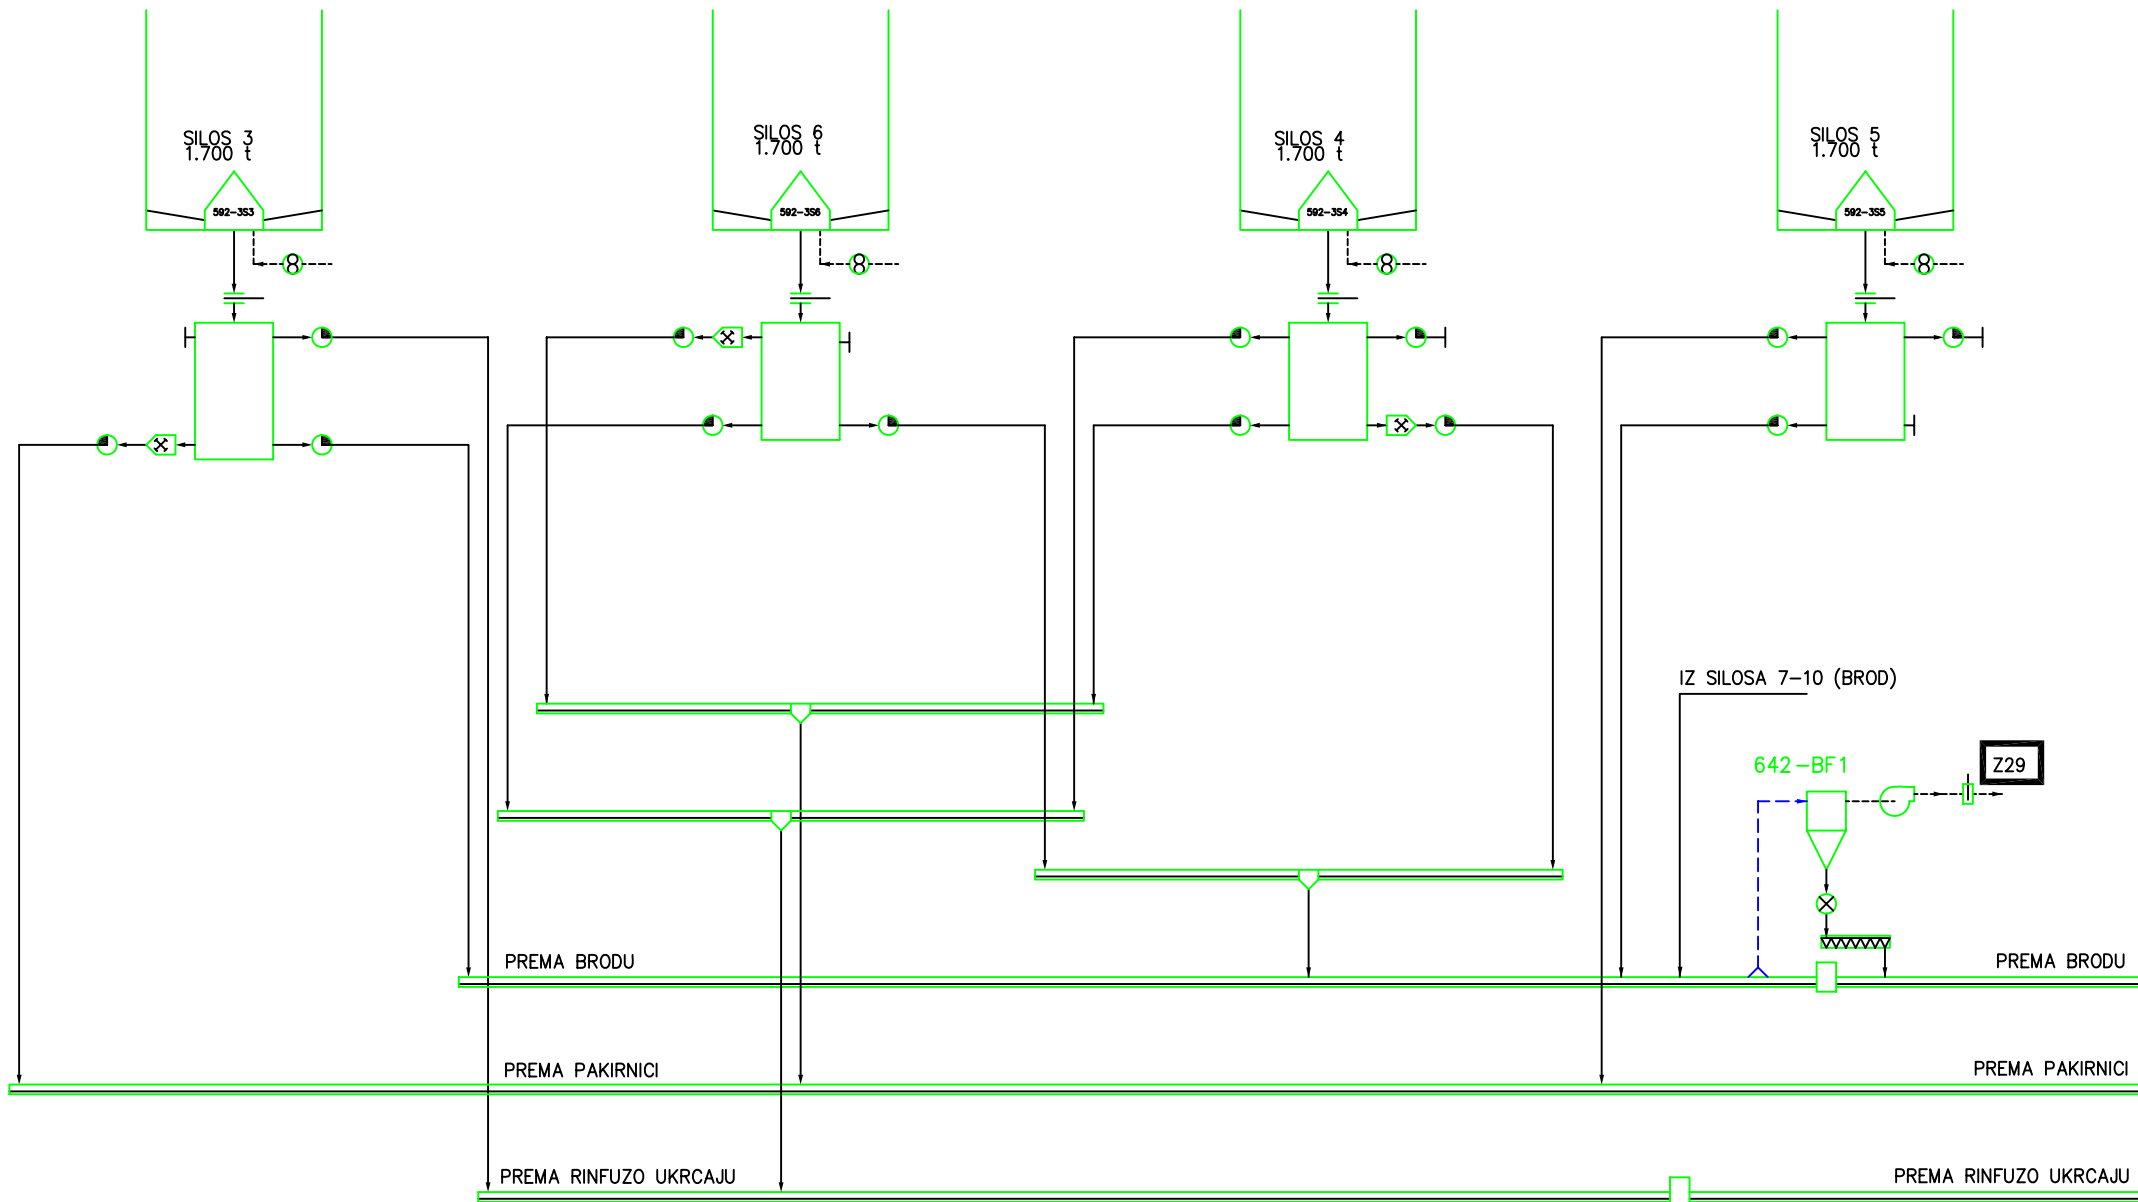 SILOS 3
1.700 t
592-3S3
SILOS 6
1.700 t
592-3S6
SILOS 4
1.700 t
592-3S4
SILOS 5
1.700 t
592-3S5
IZ SILOSA 7-10 (BROD)
642-BF1
Z29
PREMA BRODU
PREMA BRODU
PREMA PAKIRNICI
PREMA PAKIRNICI
PREMA RINFUZO UKRCAJU
PREMA RINFUZO UKRCAJU